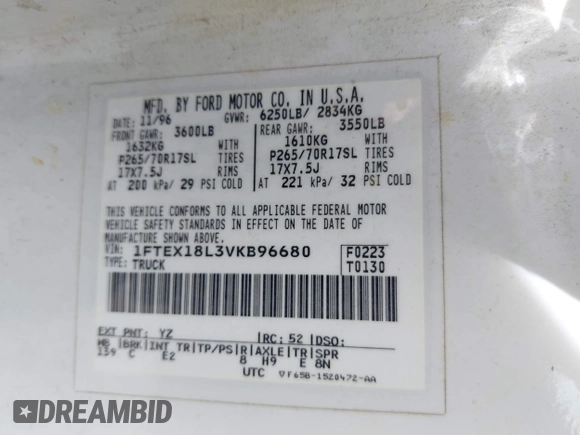 MFD. BY FORD MOTOR CO. IN U.S.A.
DATE: 11/96 GVWR: 6250LB/ 2834KG
FRONT GAWR: 3600LB REAR GAWR: 3550LB
1632KG WITH 1610KG WITH
P265/70R17SL TIRES P265/70R17SL TIRES
17X7.5J RIMS 17X7.5J RIMS
AT 200 kPa/ 29 PSI COLD AT 221 kPa/ 32 PSI COLD
THIS VEHICLE CONFORMS TO ALL APPLICABLE FEDERAL MOTOR
VEHICLE SAFETY STANDARDS IN EFFECT ON THE DATE OF
MANUFACTURE SHOWN ABOVE.
VIN: 1FTEX18L3VKB96680 F0223
TYPE: TRUCK T0130
EXT PNT: YZ RC: 52 DSO:
WB BRK INT TR TP/PS R AXLE TR SPR
139 C E2 8 H9 E 8N
UTC ▽F65B-1520472-AA
DREAMBID